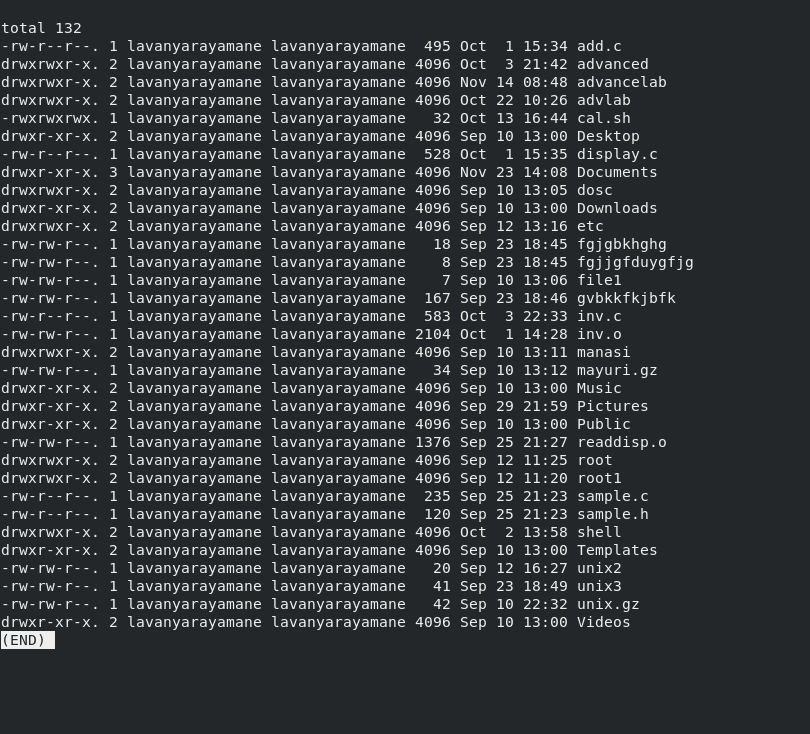 total 132
-rw-r--r--. 1 lavanyarayamane lavanyarayamane  495 Oct  1 15:34 add.c
drwxrwxr-x. 2 lavanyarayamane lavanyarayamane 4096 Oct  3 21:42 advanced
drwxrwxr-x. 2 lavanyarayamane lavanyarayamane 4096 Nov 14 08:48 advancelab
drwxrwxr-x. 2 lavanyarayamane lavanyarayamane 4096 Oct 22 10:26 advlab
-rwxrwxrwx. 1 lavanyarayamane lavanyarayamane   32 Oct 13 16:44 cal.sh
drwxr-xr-x. 2 lavanyarayamane lavanyarayamane 4096 Sep 10 13:00 Desktop
-rw-r--r--. 1 lavanyarayamane lavanyarayamane  528 Oct  1 15:35 display.c
drwxr-xr-x. 3 lavanyarayamane lavanyarayamane 4096 Nov 23 14:08 Documents
drwxrwxr-x. 2 lavanyarayamane lavanyarayamane 4096 Sep 10 13:05 dosc
drwxr-xr-x. 2 lavanyarayamane lavanyarayamane 4096 Sep 10 13:00 Downloads
drwxrwxr-x. 2 lavanyarayamane lavanyarayamane 4096 Sep 12 13:16 etc
-rw-rw-r--. 1 lavanyarayamane lavanyarayamane   18 Sep 23 18:45 fgjgbkhghg
-rw-rw-r--. 1 lavanyarayamane lavanyarayamane    8 Sep 23 18:45 fgjjgfduygfjg
-rw-rw-r--. 1 lavanyarayamane lavanyarayamane    7 Sep 10 13:06 file1
-rw-rw-r--. 1 lavanyarayamane lavanyarayamane  167 Sep 23 18:46 gvbkkfkjbfk
-rw-r--r--. 1 lavanyarayamane lavanyarayamane  583 Oct  3 22:33 inv.c
-rw-rw-r--. 1 lavanyarayamane lavanyarayamane 2104 Oct  1 14:28 inv.o
drwxrwxr-x. 2 lavanyarayamane lavanyarayamane 4096 Sep 10 13:11 manasi
-rw-rw-r--. 1 lavanyarayamane lavanyarayamane   34 Sep 10 13:12 mayuri.gz
drwxr-xr-x. 2 lavanyarayamane lavanyarayamane 4096 Sep 10 13:00 Music
drwxr-xr-x. 2 lavanyarayamane lavanyarayamane 4096 Sep 29 21:59 Pictures
drwxr-xr-x. 2 lavanyarayamane lavanyarayamane 4096 Sep 10 13:00 Public
-rw-rw-r--. 1 lavanyarayamane lavanyarayamane 1376 Sep 25 21:27 readdisp.o
drwxrwxr-x. 2 lavanyarayamane lavanyarayamane 4096 Sep 12 11:25 root
drwxrwxr-x. 2 lavanyarayamane lavanyarayamane 4096 Sep 12 11:20 root1
-rw-r--r--. 1 lavanyarayamane lavanyarayamane  235 Sep 25 21:23 sample.c
-rw-r--r--. 1 lavanyarayamane lavanyarayamane  120 Sep 25 21:23 sample.h
drwxrwxr-x. 2 lavanyarayamane lavanyarayamane 4096 Oct  2 13:58 shell
drwxr-xr-x. 2 lavanyarayamane lavanyarayamane 4096 Sep 10 13:00 Templates
-rw-rw-r--. 1 lavanyarayamane lavanyarayamane   20 Sep 12 16:27 unix2
-rw-rw-r--. 1 lavanyarayamane lavanyarayamane   41 Sep 23 18:49 unix3
-rw-rw-r--. 1 lavanyarayamane lavanyarayamane   42 Sep 10 22:32 unix.gz
drwxr-xr-x. 2 lavanyarayamane lavanyarayamane 4096 Sep 10 13:00 Videos
(END)